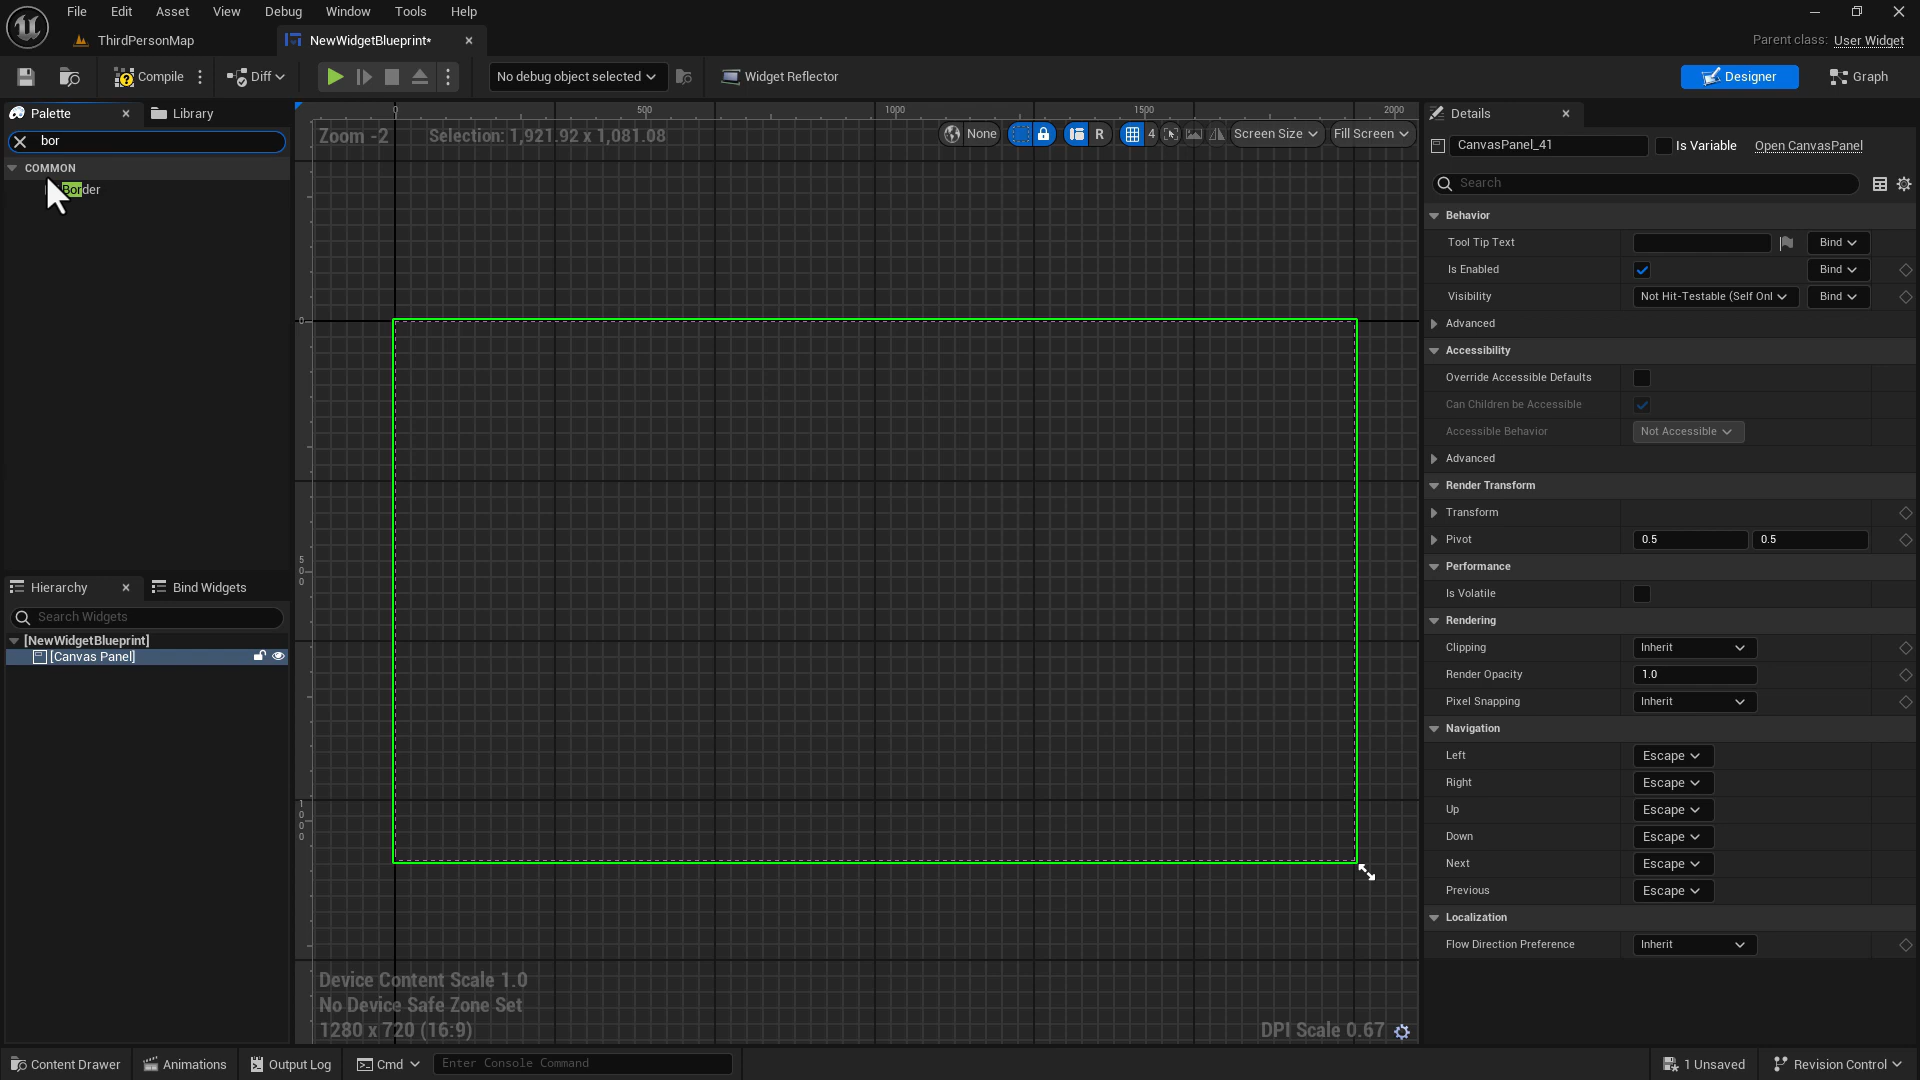 File Edit Asset View Debug Window Tools Help
ThirdPersonMap
NewWidgetBlueprint*
Parent class: User Widget
Compile
Diff
No debug object selected
Widget Reflector
Designer
Graph
Palette
Library
bor
COMMON
Border
Hierarchy
Bind Widgets
Search Widgets
[NewWidgetBlueprint]
[Canvas Panel]
0 500 1000 1500 2000
Zoom -2
Selection: 1,921.92 x 1,081.08
None
R
4
Screen Size
Fill Screen
0
500
1000
Device Content Scale 1.0
No Device Safe Zone Set
1280 x 720 (16:9)
DPI Scale 0.67
Details
CanvasPanel_41
Is Variable
Open CanvasPanel
Search
Behavior
Tool Tip Text Bind
Is Enabled Bind
Visibility Not Hit-Testable (Self Onl Bind
Advanced
Accessibility
Override Accessible Defaults
Can Children be Accessible
Accessible Behavior Not Accessible
Advanced
Render Transform
Transform
Pivot 0.5 0.5
Performance
Is Volatile
Rendering
Clipping Inherit
Render Opacity 1.0
Pixel Snapping Inherit
Navigation
Left Escape
Right Escape
Up Escape
Down Escape
Next Escape
Previous Escape
Localization
Flow Direction Preference Inherit
Content Drawer
Animations
Output Log
Cmd
Enter Console Command
1 Unsaved
Revision Control